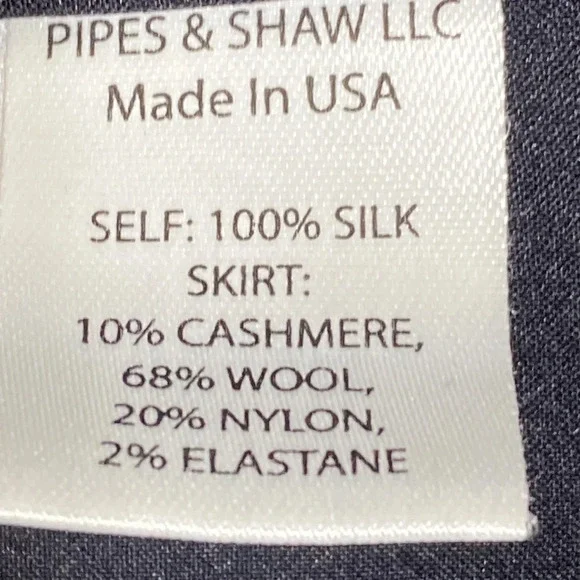 PIPES & SHAW LLC
Made In USA
SELF: 100% SILK
SKIRT:
10% CASHMERE,
68% WOOL,
20% NYLON,
2% ELASTANE